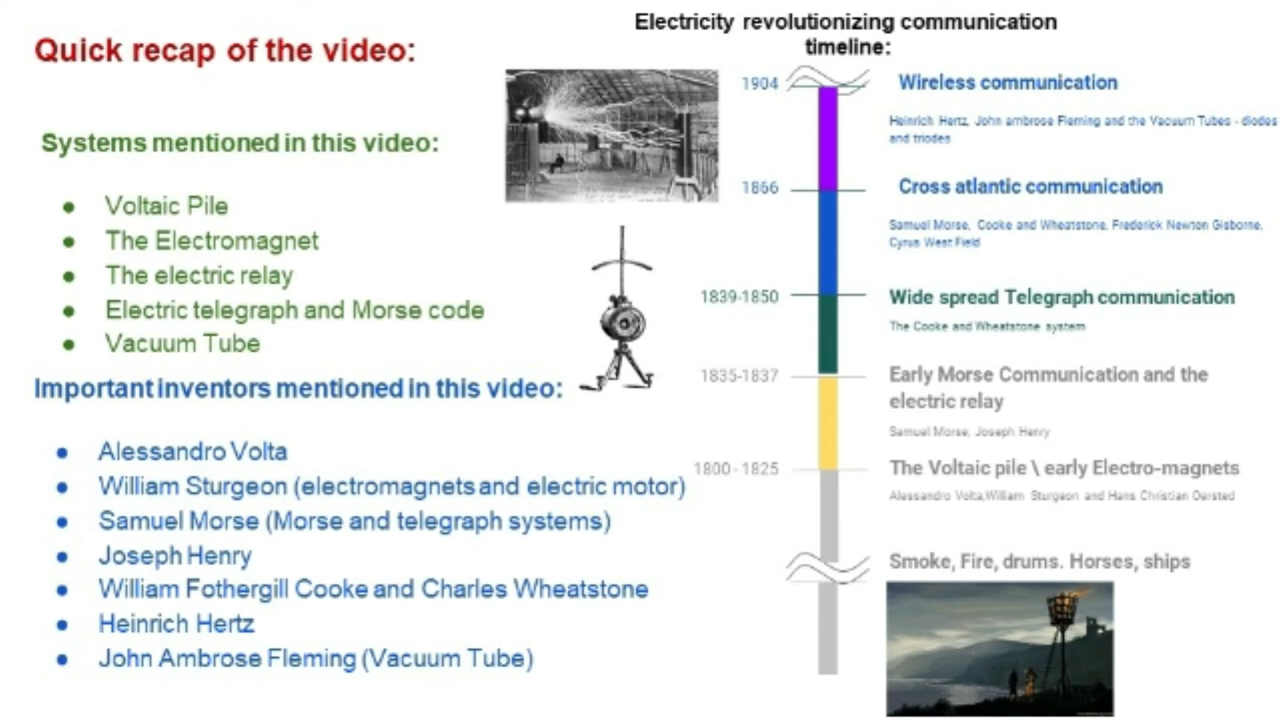 Quick recap of the video:
Systems mentioned in this video:
● Voltaic Pile
● The Electromagnet
● The electric relay
● Electric telegraph and Morse code
● Vacuum Tube
Important inventors mentioned in this video:
● Alessandro Volta
● William Sturgeon (electromagnets and electric motor)
● Samuel Morse (Morse and telegraph systems)
● Joseph Henry
● William Fothergill Cooke and Charles Wheatstone
● Heinrich Hertz
● John Ambrose Fleming (Vacuum Tube)
Electricity revolutionizing communication
timeline:
1904 Wireless communication
Heinrich Hertz, John ambrose Fleming and the Vacuum Tubes - diodes
and triodes
1866 Cross atlantic communication
Samuel Morse, Cooke and Wheatstone, Frederick Newton Gisborne,
Cyrus West Field
1839-1850 Wide spread Telegraph communication
The Cooke and Wheatstone system
1835-1837 Early Morse Communication and the
electric relay
Samuel Morse, Joseph Henry
1800 - 1825 The Voltaic pile \ early Electro-magnets
Alessandro Volta,William Sturgeon and Hans Christian Oersted
Smoke, Fire, drums. Horses, ships